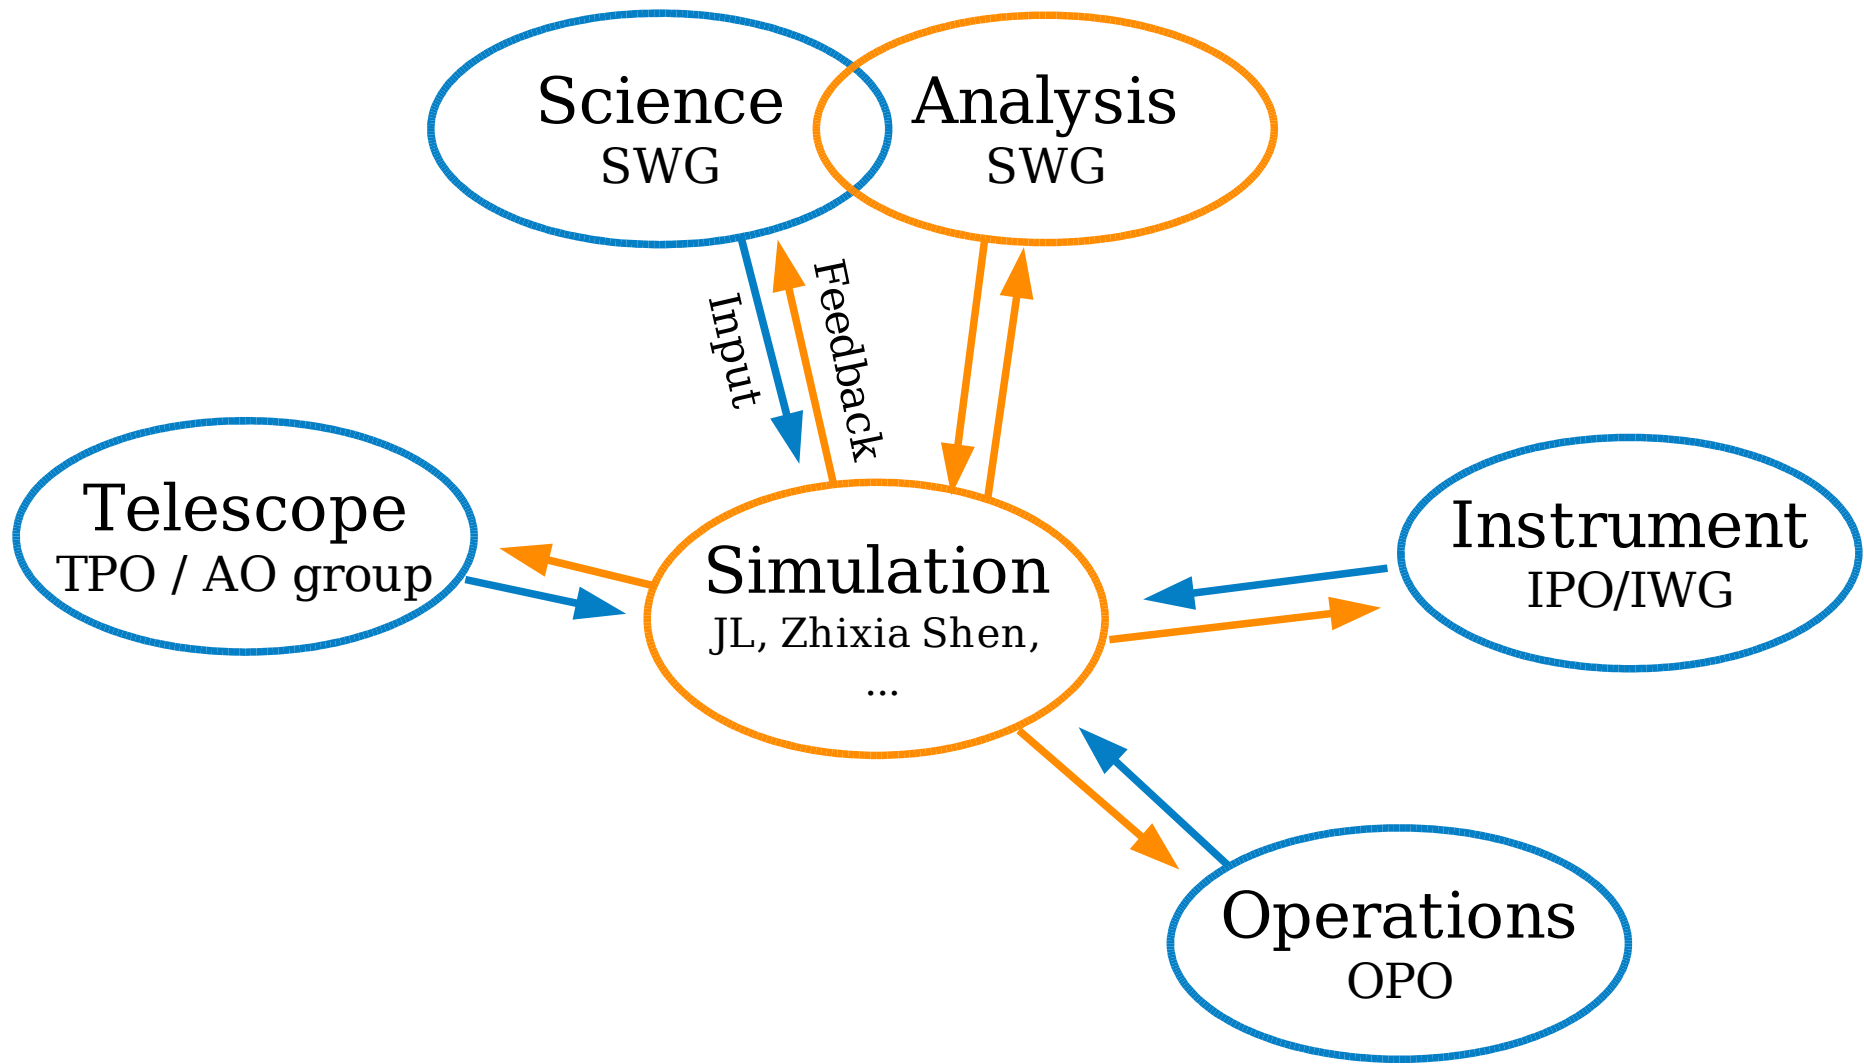 Science
SWG
Analysis
SWG
Input
Feedback
Telescope
TPO / AO group
Simulation
JL, Zhixia Shen,
...
Instrument
IPO/IWG
Operations
OPO